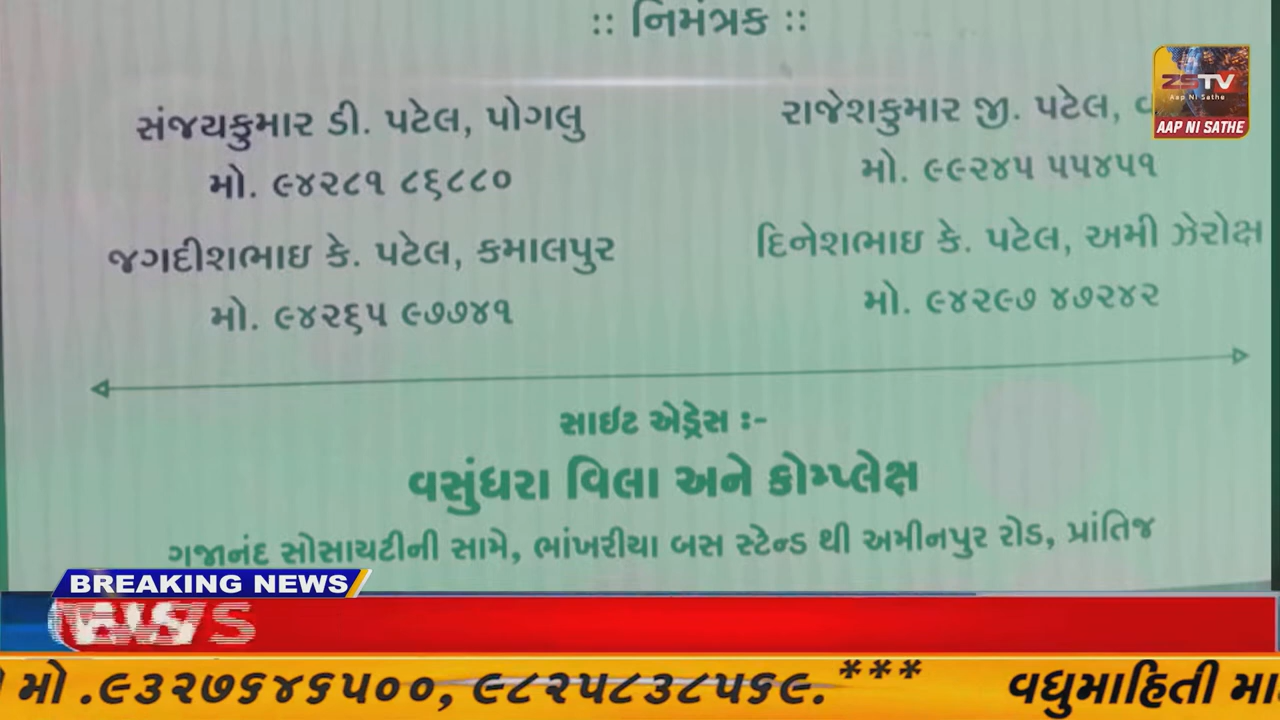 :: નિમંત્રક ::
સંજયકુમાર ડી. પટેલ, પોગલુ
મો. ૯૪૨૮૧ ૮૬૮૮૦
રાજેશકુમાર જી. પટેલ,
મો. ૯૯૨૪૫ ૫૫૪૫૧
જગદીશભાઇ કે. પટેલ, કમાલપુર
મો. ૯૪૨૬૫ ૯૭૭૪૧
દિનેશભાઇ કે. પટેલ, અમી ઝેરોક્ષ
મો. ૯૪૨૯૭ ૪૭૨૪૨
સાઈટ એડ્રેસ :-
વસુંધરા વિલા અને કોમ્પ્લેક્ષ
ગજાનંદ સોસાયટીની સામે, ભાંખરીયા બસ સ્ટેન્ડ થી અમીનપુર રોડ, પ્રાંતિજ
ZSTV
Aap Ni Sathe
AAP NI SATHE
BREAKING NEWS
મો .૯૩૨૭૬૪૬૫૦૦, ૯૮૨૫૮૩૮૫૬૯.*** વધુમાહિતી